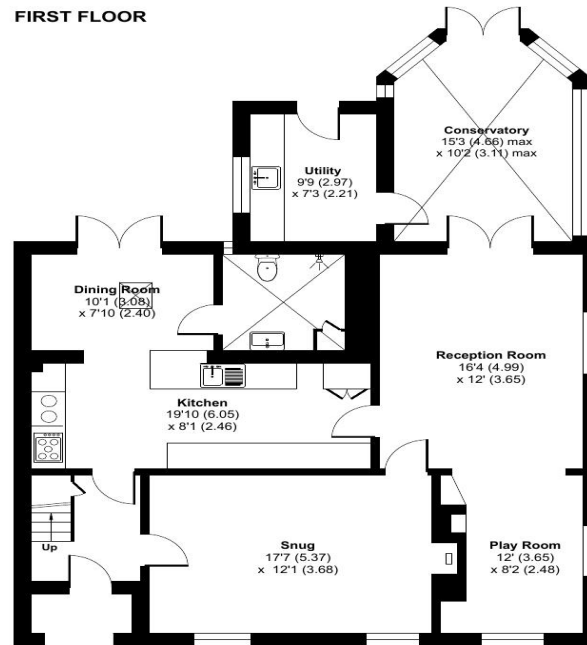 FIRST FLOOR
Conservatory
15'3 (4.66) max
x 10'2 (3.11) max
Utility
9'9 (2.97)
x 7'3 (2.21)
Dining Room
10'1 (3.08)
x 7'10 (2.40)
Reception Room
16'4 (4.99)
x 12' (3.65)
Kitchen
19'10 (6.05)
x 8'1 (2.46)
Up
Snug
17'7 (5.37)
x 12'1 (3.68)
Play Room
12' (3.65)
x 8'2 (2.48)